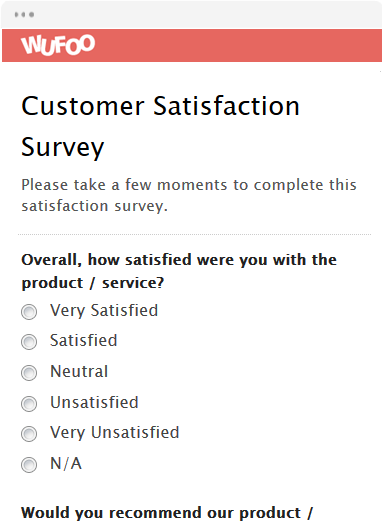 WUFOO
Customer Satisfaction
Survey
Please take a few moments to complete this
satisfaction survey.
Overall, how satisfied were you with the
product / service?
Very Satisfied
Satisfied
Neutral
Unsatisfied
Very Unsatisfied
N/A
Would you recommend our product /